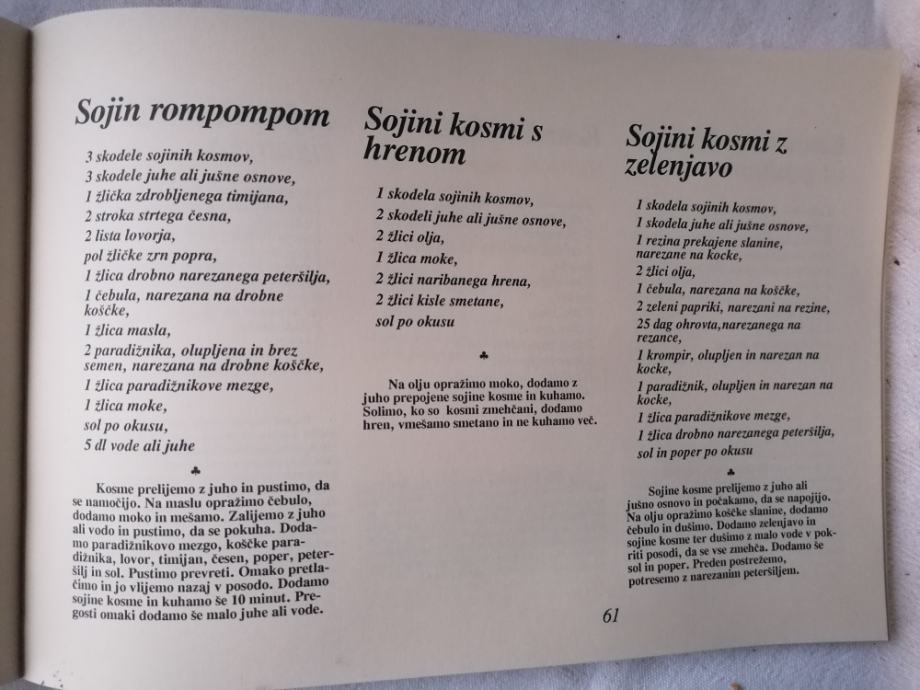 Sojin rompompom
3 skodele sojinih kosmov,
3 skodele juhe ali jušne osnove,
1 žlička zdrobljenega timijana,
2 stroka strtega česna,
2 lista lovorja,
pol žličke zrn popra,
1 žlica drobno narezanega peteršilja,
1 čebula, narezana na drobne
koščke,
1 žlica masla,
2 paradižnika, olupljena in brez
semen, narezana na drobne koščke,
1 žlica paradižnikove mezge,
1 žlica moke,
sol po okusu,
5 dl vode ali juhe
♣
Kosme prelijemo z juho in pustimo, da
se namočijo. Na maslu opražimo čebulo,
dodamo moko in mešamo. Zalijemo z juho
ali vodo in pustimo, da se pokuha. Doda-
mo paradižnikovo mezgo, koščke para-
dižnika, lovor, timijan, česen, poper, peter-
šilj in sol. Pustimo prevreti. Omako pretla-
čimo in jo vlijemo nazaj v posodo. Dodamo
sojine kosme in kuhamo še 10 minut. Pre-
gosti omaki dodamo še malo juhe ali vode.
Sojini kosmi s
hrenom
1 skodela sojinih kosmov,
2 skodeli juhe ali jušne osnove,
2 žlici olja,
1 žlica moke,
2 žlici naribanega hrena,
2 žlici kisle smetane,
sol po okusu
♣
Na olju opražimo moko, dodamo z
juho prepojene sojine kosme in kuhamo.
Solimo, ko so kosmi zmehčani, dodamo
hren, vmešamo smetano in ne kuhamo več.
Sojini kosmi z
zelenjavo
1 skodela sojinih kosmov,
1 skodela juhe ali jušne osnove,
1 rezina prekajene slanine,
narezane na kocke,
2 žlici olja,
1 čebula, narezana na koščke,
2 zeleni papriki, narezani na rezine,
25 dag ohrovta,narezanega na
rezance,
1 krompir, olupljen in narezan na
kocke,
1 paradižnik, olupljen in narezan na
kocke,
1 žlica paradižnikove mezge,
1 žlica drobno narezanega peteršilja,
sol in poper po okusu
♣
Sojine kosme prelijemo z juho ali
jušno osnovo in počakamo, da se napojijo.
Na olju opražimo koščke slanine, dodamo
čebulo in dušimo. Dodamo zelenjavo in
sojine kosme ter dušimo z malo vode v pok-
riti posodi, da se vse zmehča. Dodamo še
sol in poper. Preden postrežemo,
potresemo z narezanim peteršiljem.
61